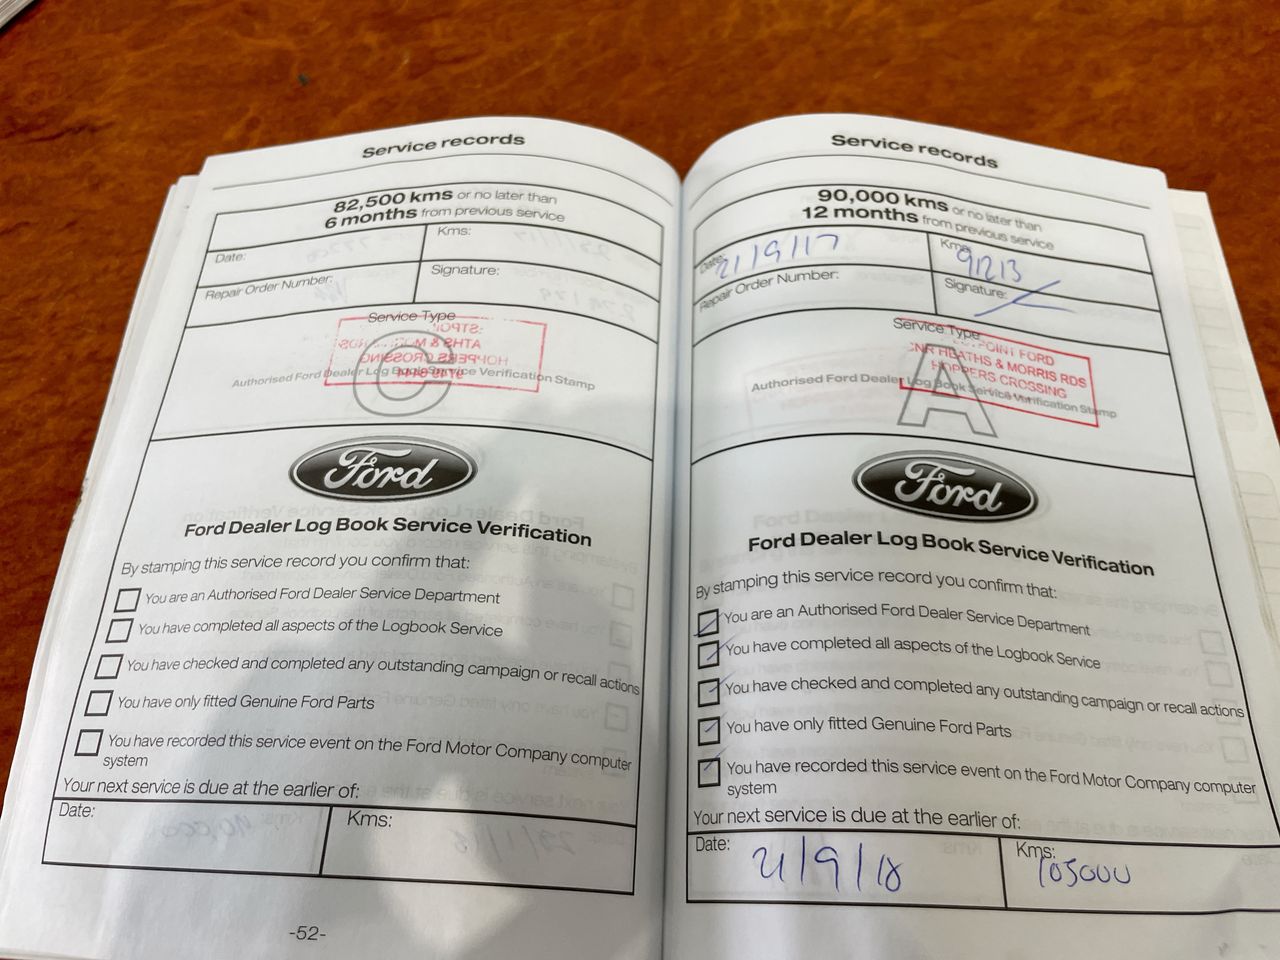 Service records
82,500 kms or no later than
6 months from previous service
Date:
Kms:
Repair Order Number:
Signature:
Service Type
C
Authorised Ford Dealer Log Book Service Verification Stamp
Ford
Ford Dealer Log Book Service Verification
By stamping this service record you confirm that:
You are an Authorised Ford Dealer Service Department
You have completed all aspects of the Logbook Service
You have checked and completed any outstanding campaign or recall actions
You have only fitted Genuine Ford Parts
You have recorded this service event on the Ford Motor Company computer
system
Your next service is due at the earlier of:
Date:
Kms:
-52-
Service records
90,000 kms or no later than
12 months from previous service
Date: 21/9/17
Kms: 91213
Repair Order Number:
Signature:
Service Type
POINT FORD
CNR HEATHS & MORRIS RDS
HOPPERS CROSSING
A
Authorised Ford Dealer Log Book Service Verification Stamp
Ford
Ford Dealer Log Book Service Verification
By stamping this service record you confirm that:
You are an Authorised Ford Dealer Service Department
You have completed all aspects of the Logbook Service
You have checked and completed any outstanding campaign or recall actions
You have only fitted Genuine Ford Parts
You have recorded this service event on the Ford Motor Company computer
system
Your next service is due at the earlier of:
Date: 21/9/18
Kms: 105000